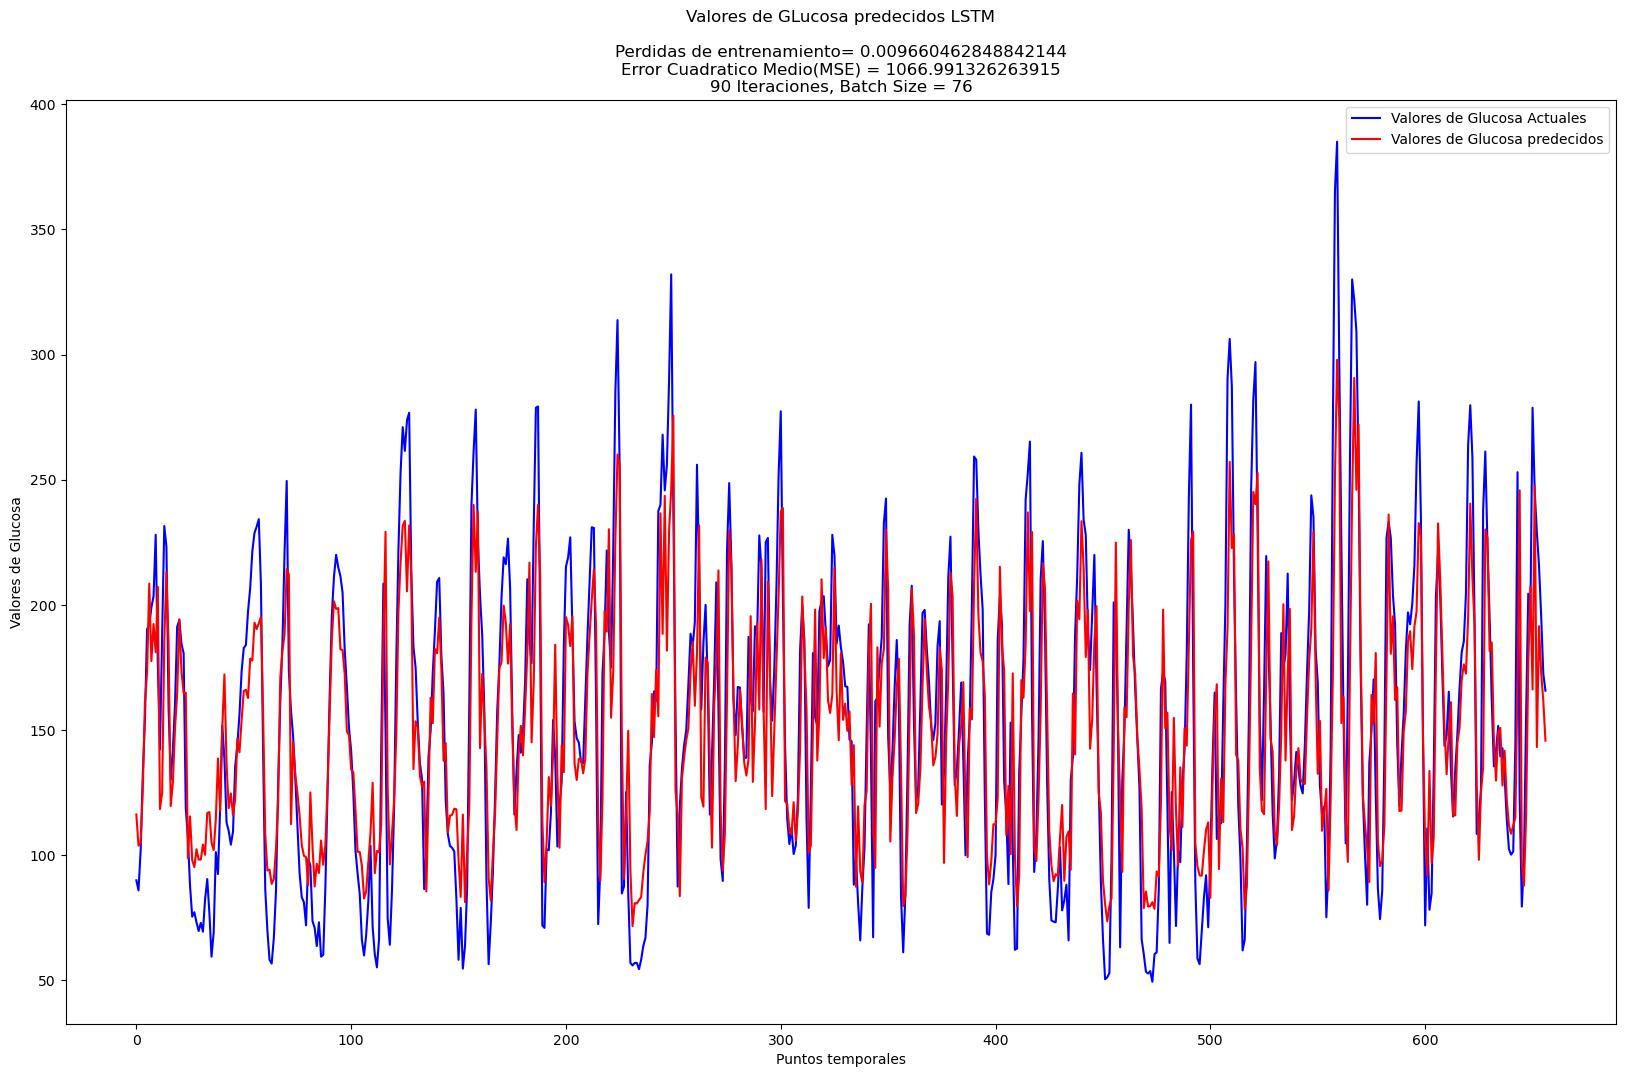 Valores de GLucosa predecidos LSTM
Perdidas de entrenamiento= 0.009660462848842144
Error Cuadratico Medio(MSE) = 1066.991326263915
90 Iteraciones, Batch Size = 76
Valores de Glucosa Actuales
Valores de Glucosa predecidos
Valores de Glucosa
400
350
300
250
200
150
100
50
0
100
200
300
400
500
600
Puntos temporales